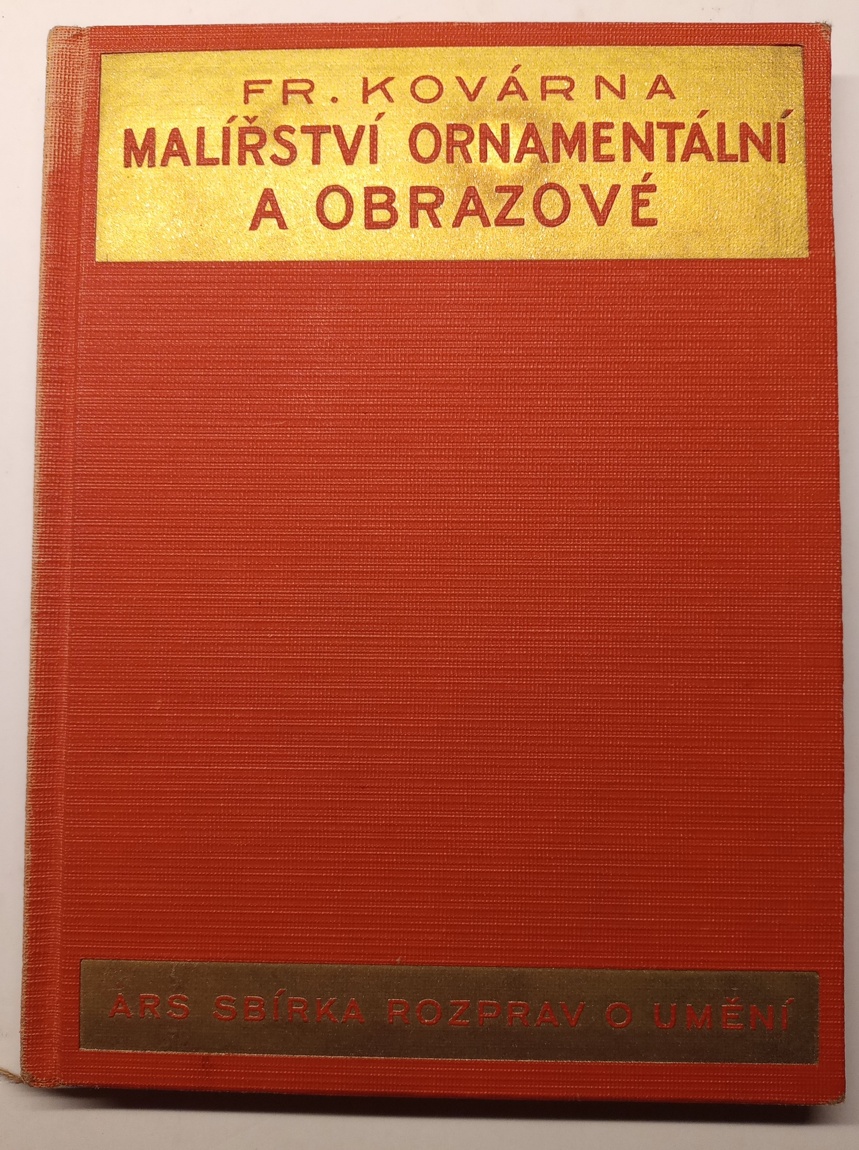 FR. KOVÁRNA
MALÍŘSTVÍ ORNAMENTÁLNÍ
A OBRAZOVÉ
ARS SBÍRKA ROZPRAV O UMĚNÍ